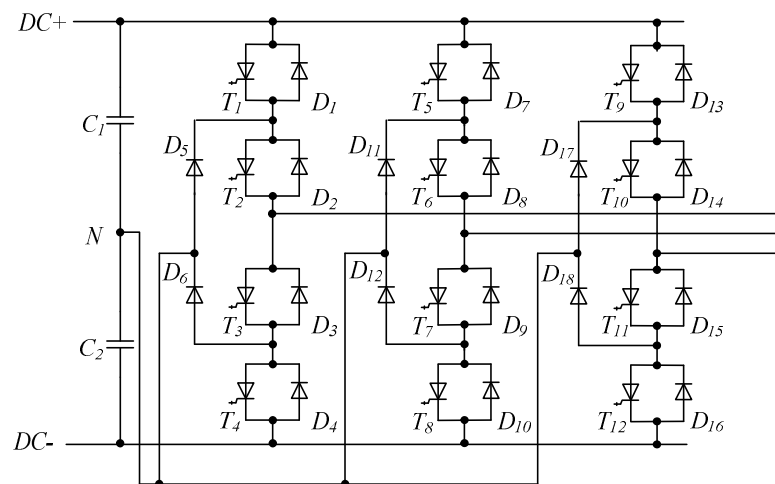 DC+
T1 D1 T5 D7 T9 D13
C1
D5 D11 D17
T2 D2 T6 D8 T10 D14
N
D6 D12 D18
T3 D3 T7 D9 T11 D15
C2
T4 D4 T8 D10 T12 D16
DC-